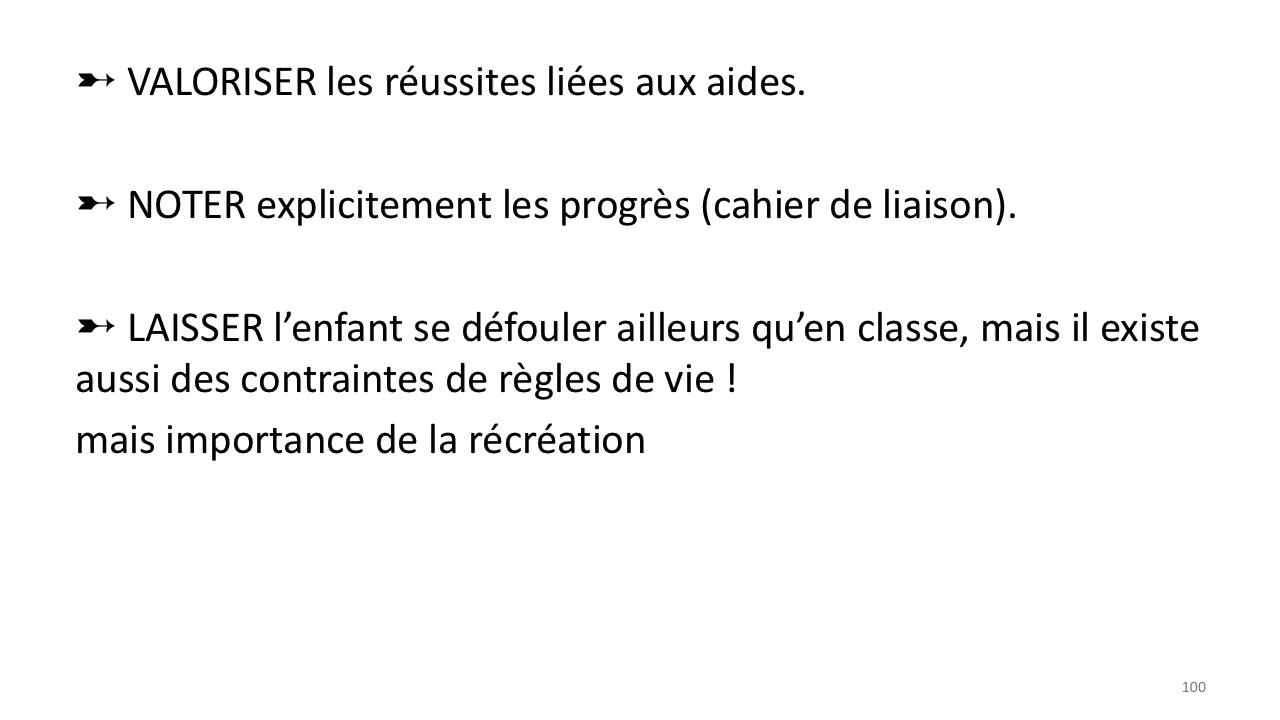 ➼ VALORISER les réussites liées aux aides.
➼ NOTER explicitement les progrès (cahier de liaison).
➼ LAISSER l’enfant se défouler ailleurs qu’en classe, mais il existe
aussi des contraintes de règles de vie !
mais importance de la récréation
100